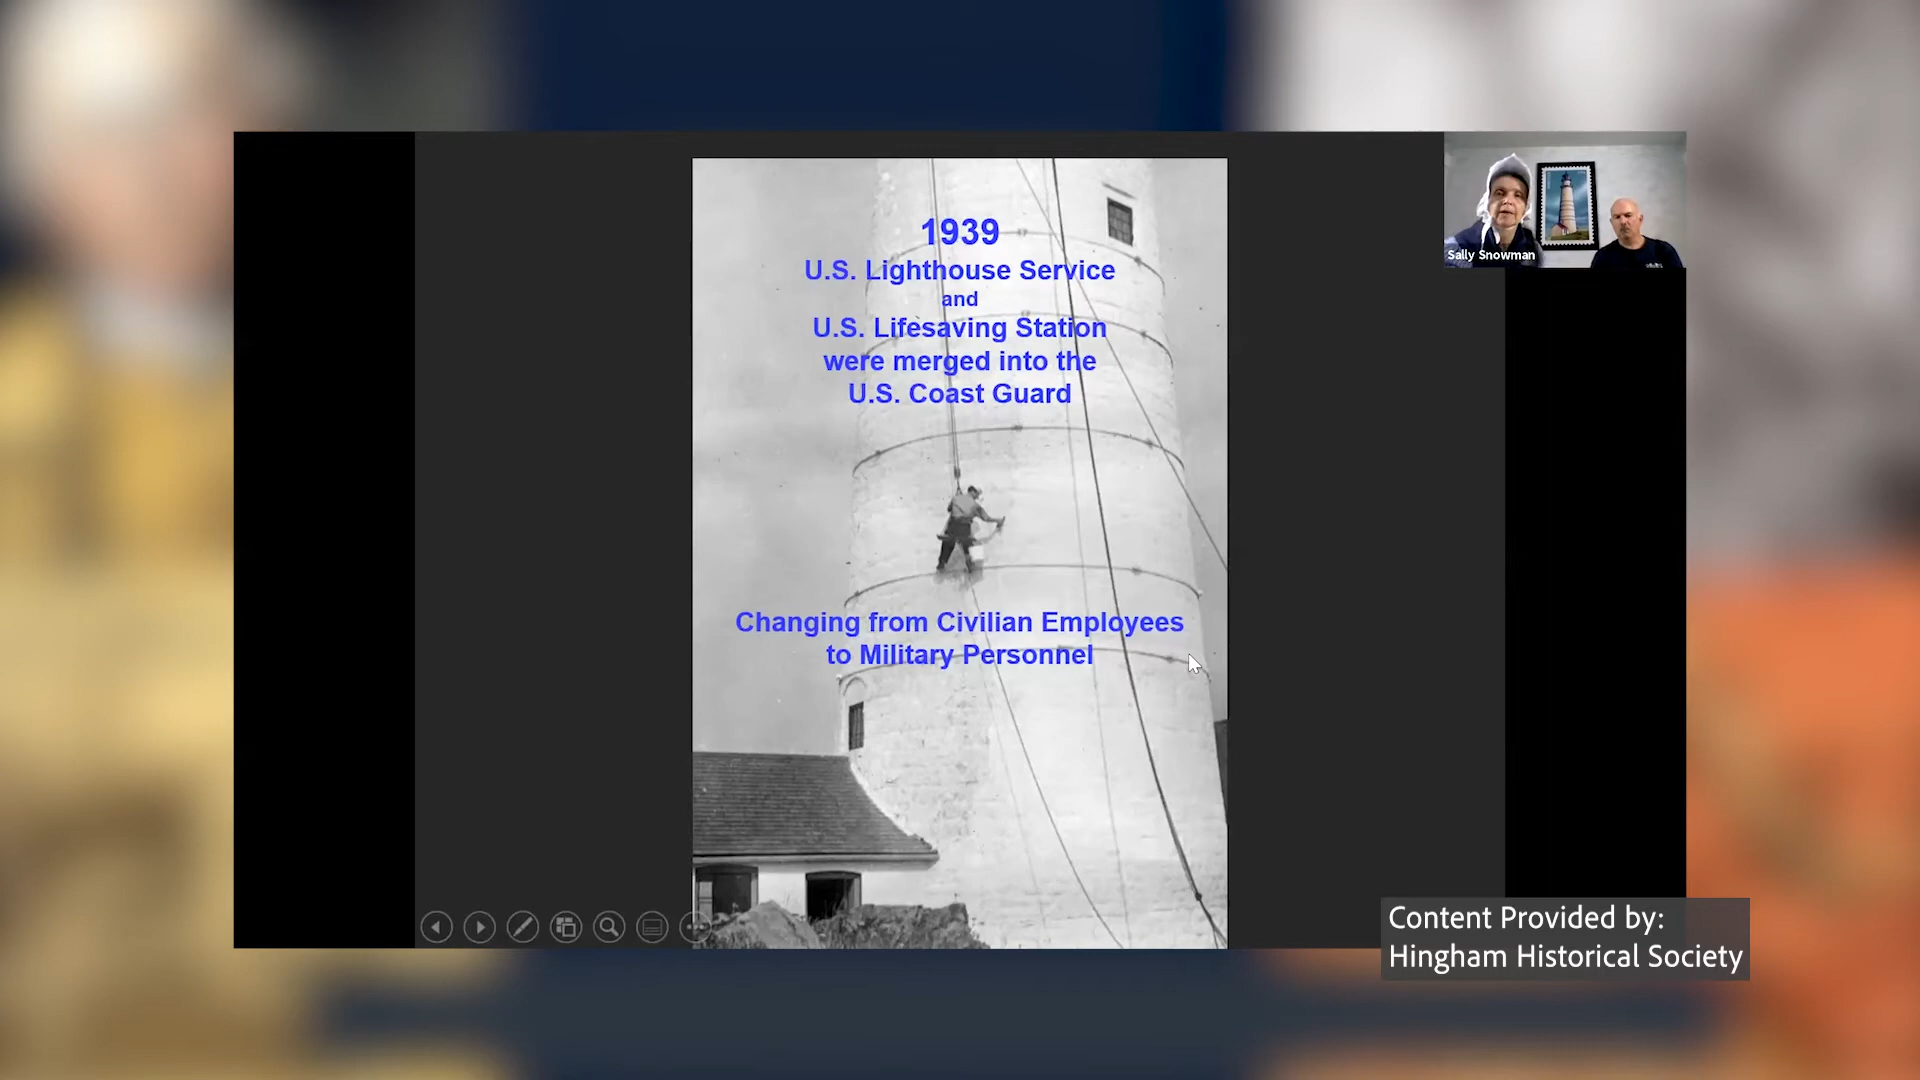 1939
U.S. Lighthouse Service
and
U.S. Lifesaving Station
were merged into the
U.S. Coast Guard
Changing from Civilian Employees
to Military Personnel
Sally Snowman
Content Provided by:
Hingham Historical Society